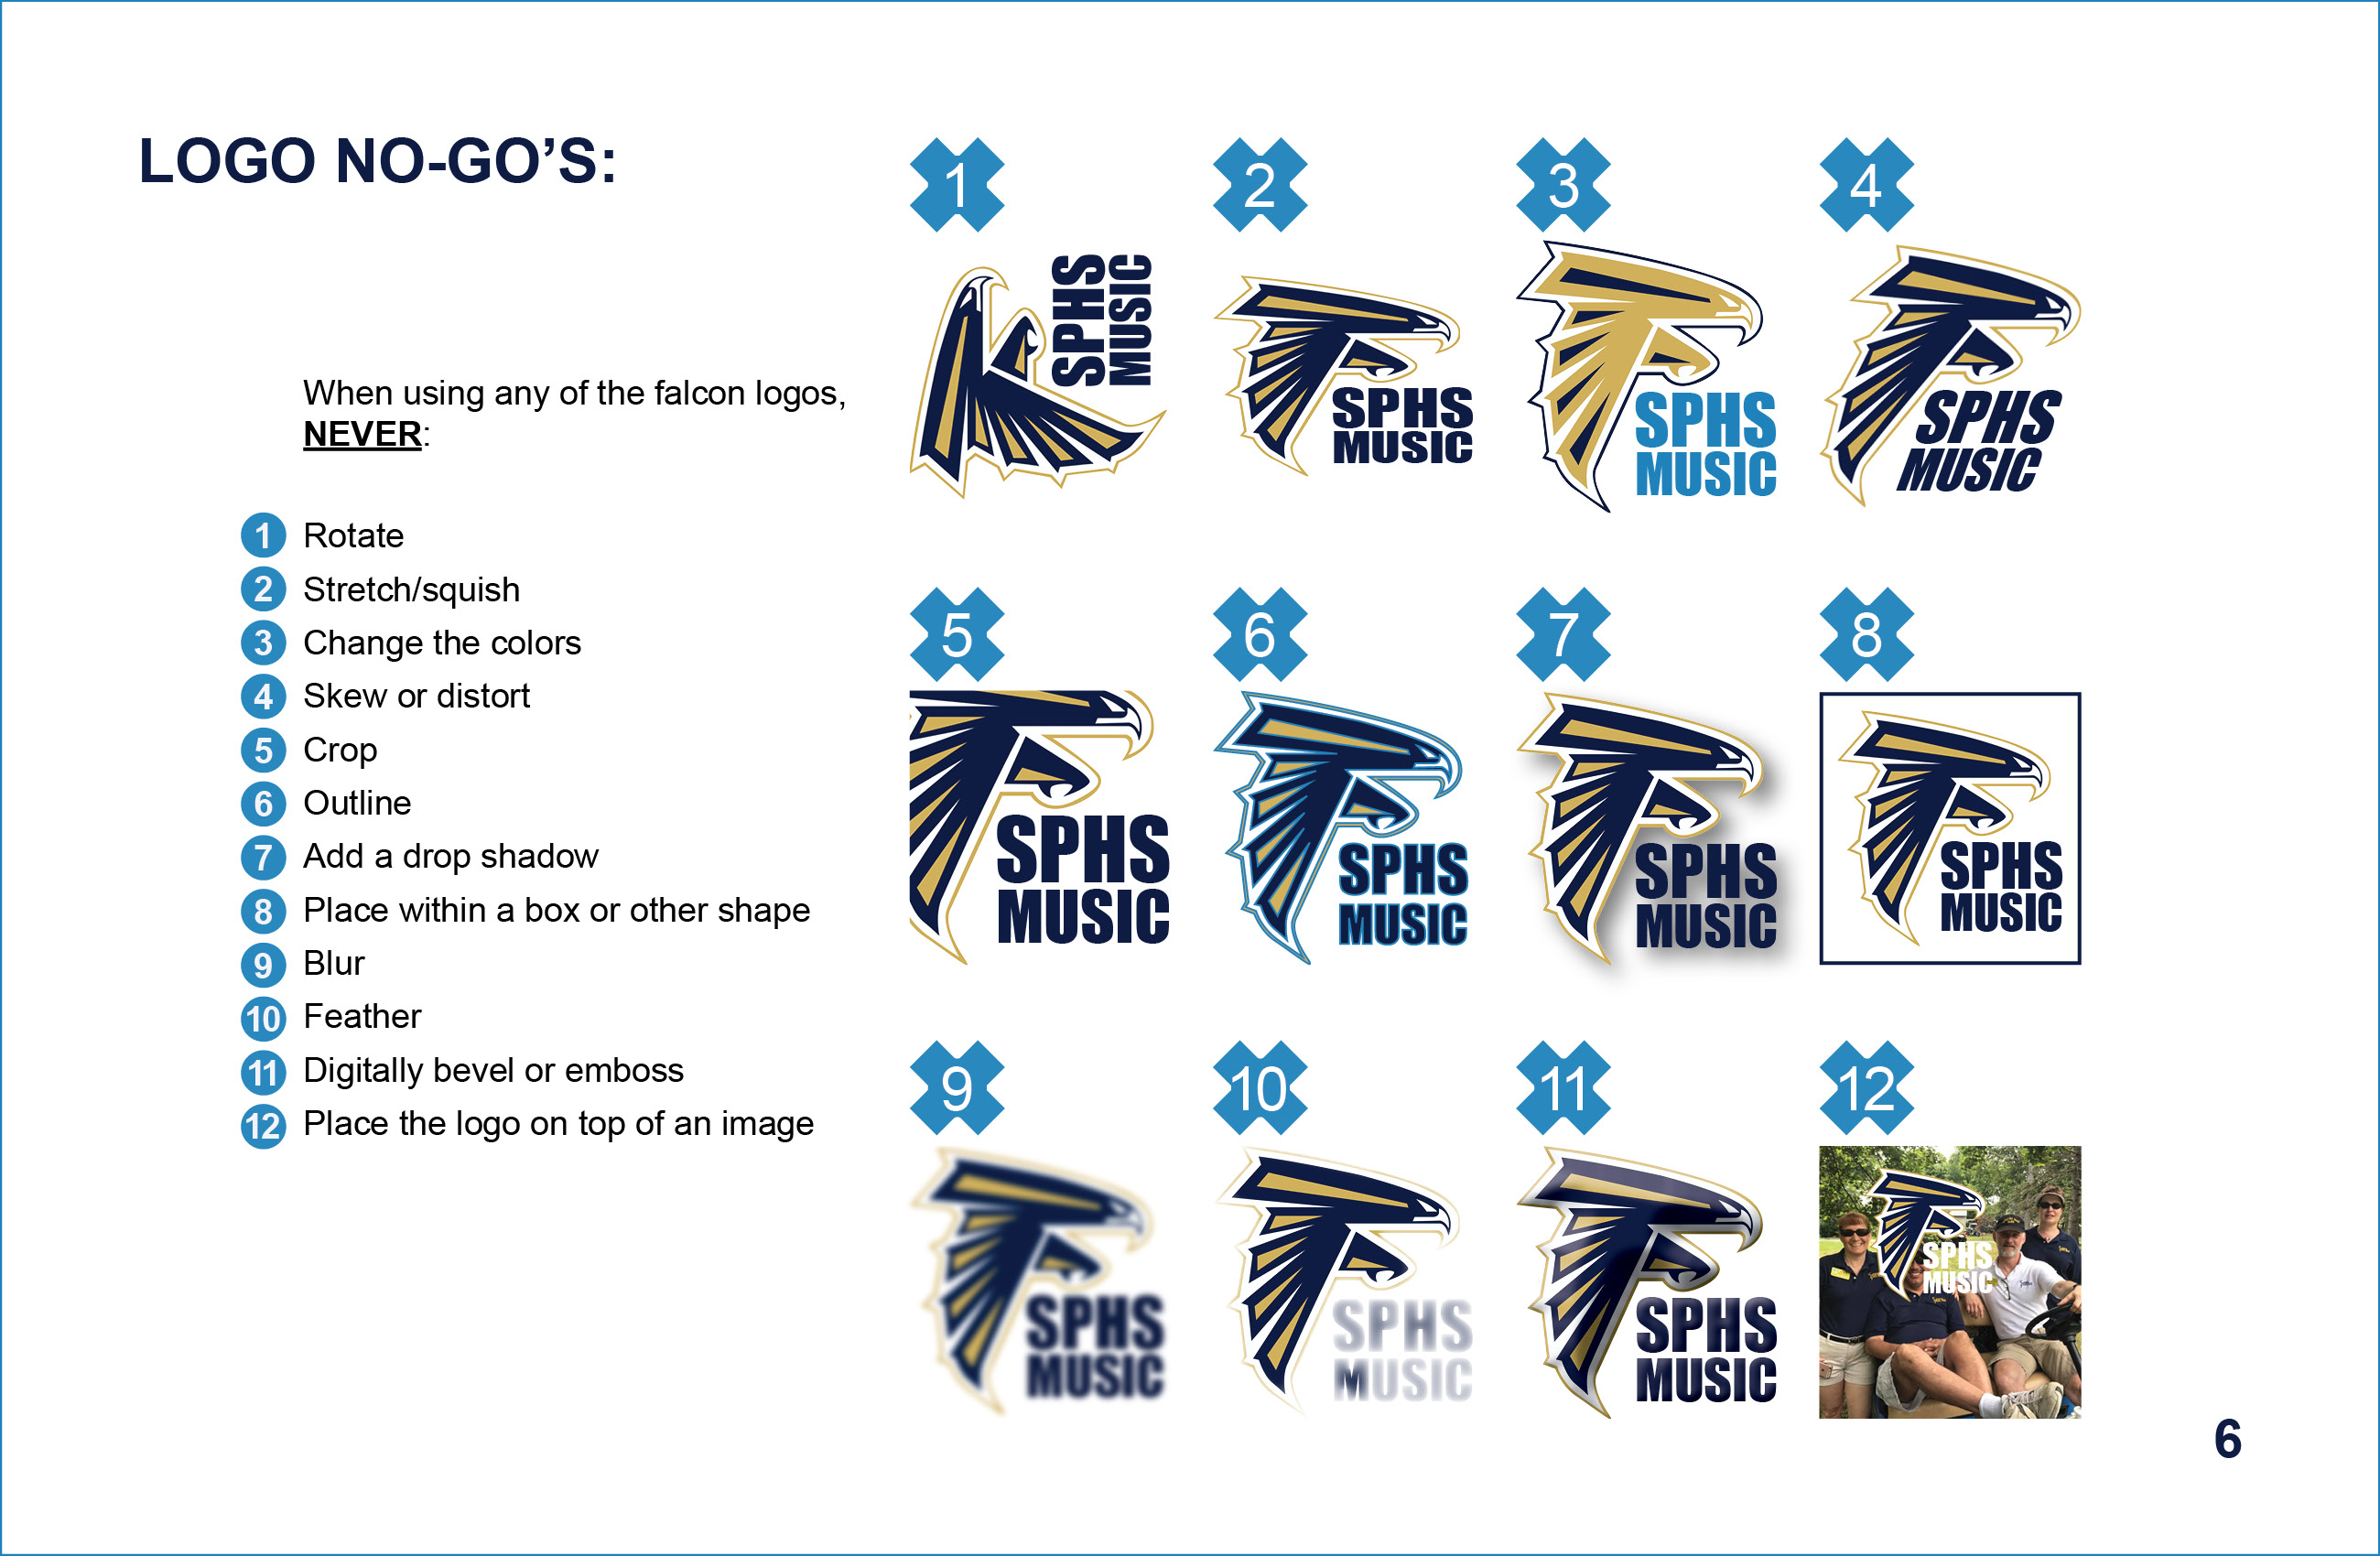 LOGO NO-GO’S:
When using any of the falcon logos,
NEVER:
1 Rotate
2 Stretch/squish
3 Change the colors
4 Skew or distort
5 Crop
6 Outline
7 Add a drop shadow
8 Place within a box or other shape
9 Blur
10 Feather
11 Digitally bevel or emboss
12 Place the logo on top of an image
1
SPHS
MUSIC
2
SPHS
MUSIC
3
SPHS
MUSIC
4
SPHS
MUSIC
5
SPHS
MUSIC
6
SPHS
MUSIC
7
SPHS
MUSIC
8
SPHS
MUSIC
9
SPHS
MUSIC
10
SPHS
MUSIC
11
SPHS
MUSIC
12
SPHS
MUSIC
6